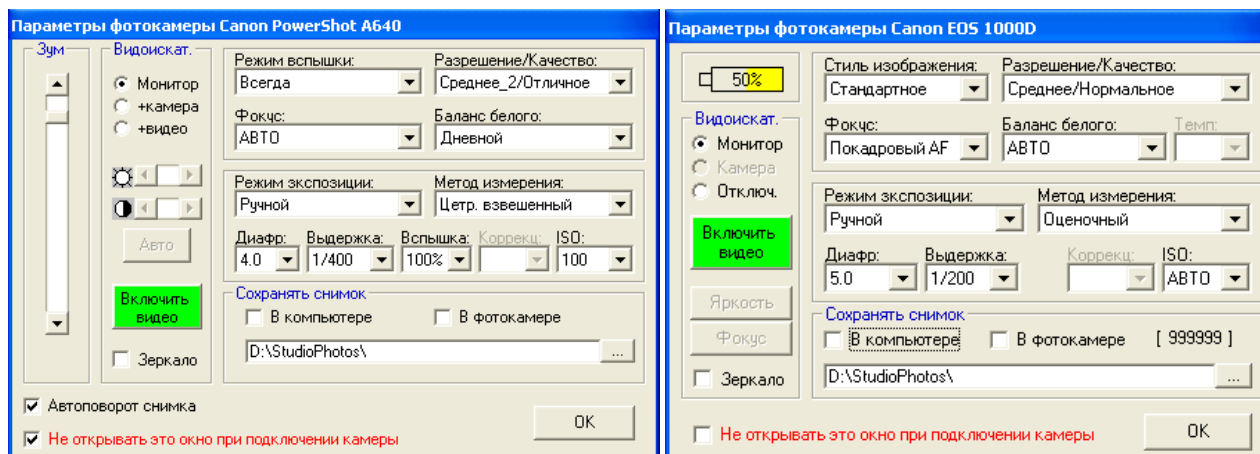 Параметры фотокамеры Canon PowerShot A640
Зум
Видоискат.
Монитор
+камера
+видео
Авто
Включить
видео
Зеркало
Режим вспышки: Разрешение/Качество:
Всегда Среднее_2/Отличное
Фокус: Баланс белого:
АВТО Дневной
Режим экспозиции: Метод измерения:
Ручной Цетр. взвешенный
Диафр: Выдержка: Вспышка: Коррекц: ISO:
4.0 1/400 100% 100
Сохранять снимок
В компьютере В фотокамере
D:\StudioPhotos\ ...
Автоповорот снимка
Не открывать это окно при подключении камеры
OK
Параметры фотокамеры Canon EOS 1000D
50%
Видоискат.
Монитор
Камера
Отключ.
Включить
видео
Яркость
Фокус
Зеркало
Стиль изображения: Разрешение/Качество:
Стандартное Среднее/Нормальное
Фокус: Баланс белого: Темп:
Покадровый AF АВТО
Режим экспозиции: Метод измерения:
Ручной Оценочный
Диафр: Выдержка: Коррекц: ISO:
5.0 1/200 АВТО
Сохранять снимок
В компьютере В фотокамере [ 999999 ]
D:\StudioPhotos\ ...
Не открывать это окно при подключении камеры
OK